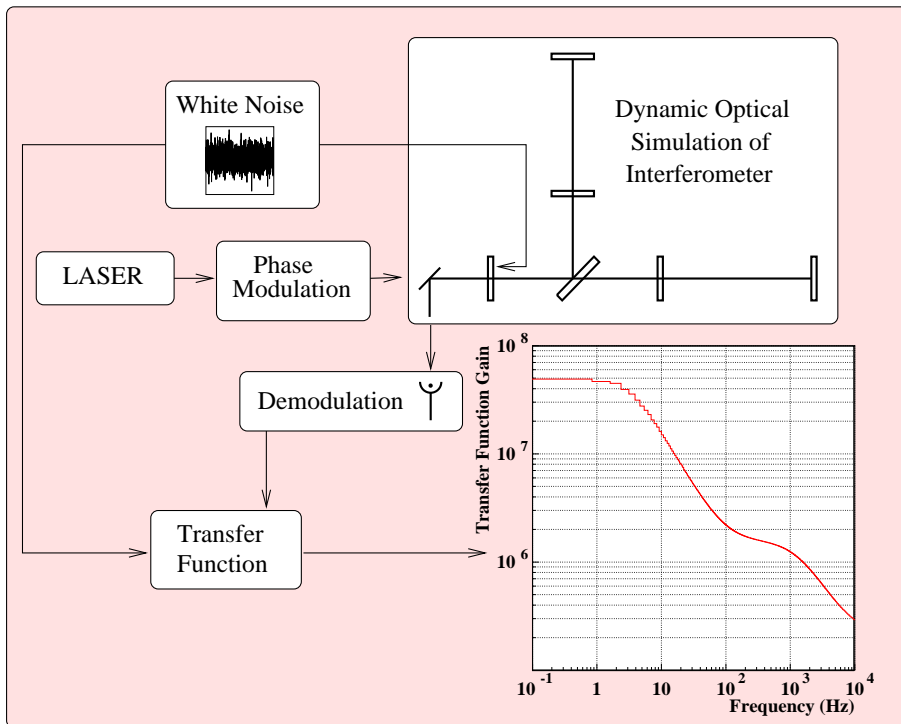 White Noise
Dynamic Optical
Simulation of
Interferometer
LASER
Phase
Modulation
Demodulation
Transfer
Function
Transfer Function Gain
10^8
10^7
10^6
10^-1
1
10
10^2
10^3
10^4
Frequency (Hz)